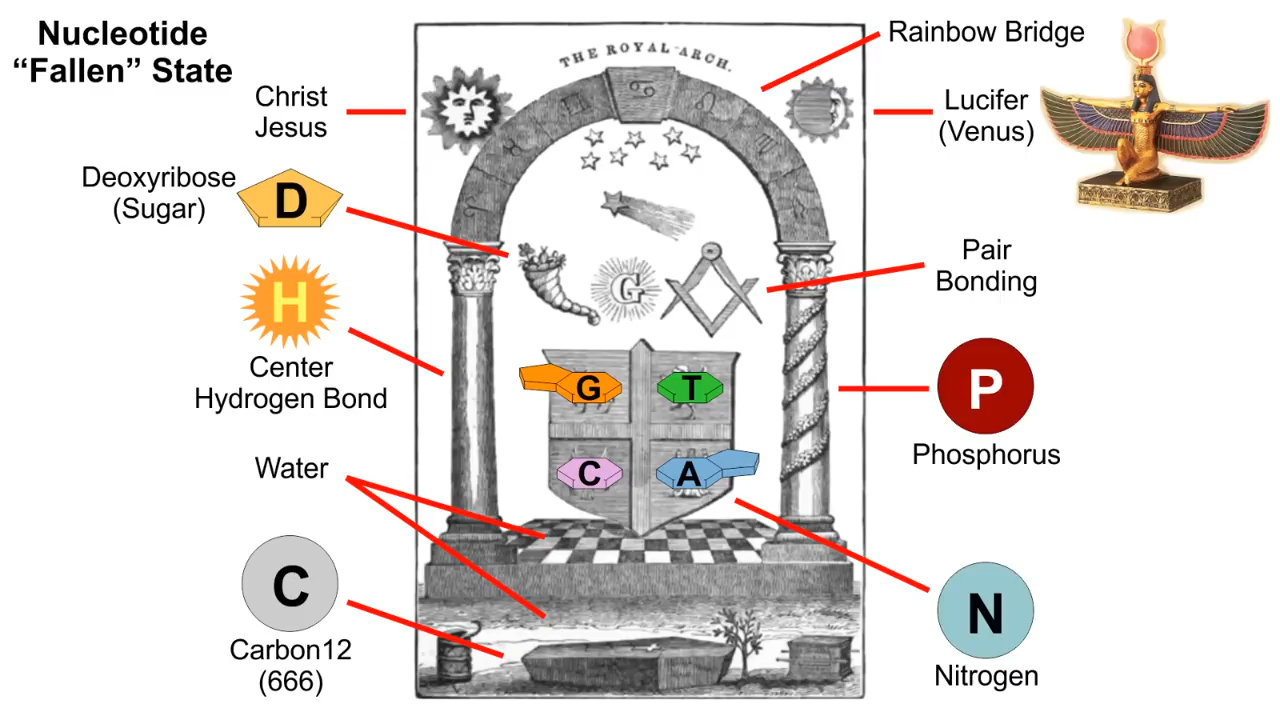 Nucleotide
“Fallen” State
THE ROYAL ARCH.
Rainbow Bridge
Christ
Jesus
Lucifer
(Venus)
Deoxyribose
(Sugar)
D
Pair
Bonding
H
G
Center
Hydrogen Bond
G
T
P
Phosphorus
Water
C
A
C
Carbon12
(666)
N
Nitrogen